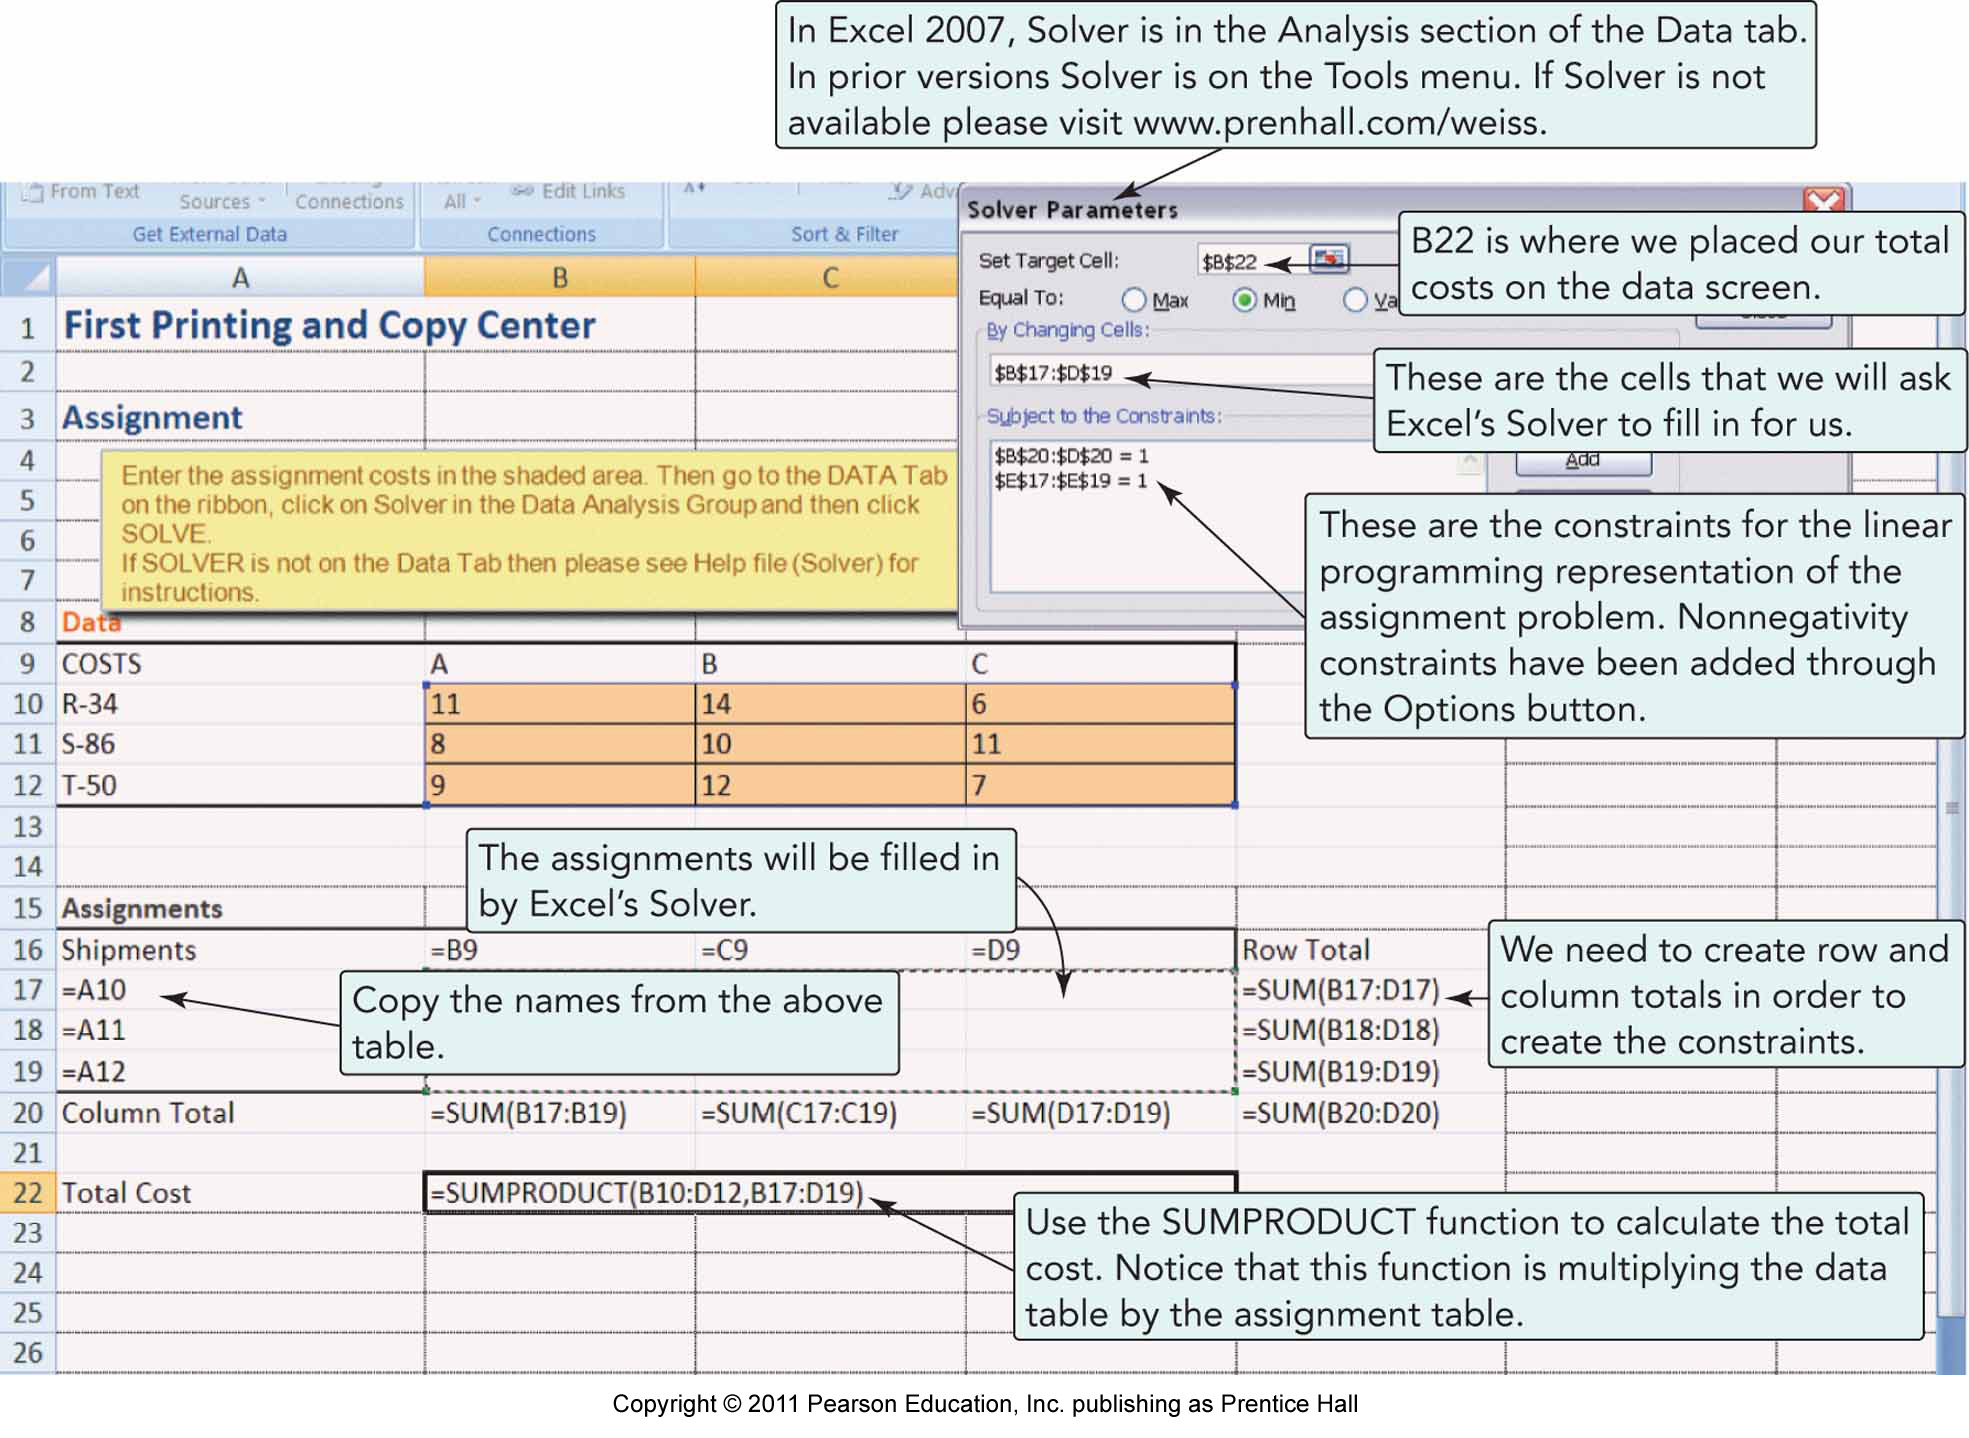 In Excel 2007, Solver is in the Analysis section of the Data tab.
In prior versions Solver is on the Tools menu. If Solver is not
available please visit www.prenhall.com/weiss.
From Text
Sources
Connections
All
Edit Links
Get External Data
Connections
Sort & Filter
Solver Parameters
Set Target Cell: $B$22
Equal To: Max Min
By Changing Cells:
$B$17:$D$19
Subject to the Constraints:
$B$20:$D$20 = 1
$E$17:$E$19 = 1
Add
B22 is where we placed our total
costs on the data screen.
These are the cells that we will ask
Excel's Solver to fill in for us.
These are the constraints for the linear
programming representation of the
assignment problem. Nonnegativity
constraints have been added through
the Options button.
A B C
1 First Printing and Copy Center
2
3 Assignment
4
5
6
7
Enter the assignment costs in the shaded area. Then go to the DATA Tab
on the ribbon, click on Solver in the Data Analysis Group and then click
SOLVE.
If SOLVER is not on the Data Tab then please see Help file (Solver) for
instructions.
8 Data
9 COSTS A B C
10 R-34 11 14 6
11 S-86 8 10 11
12 T-50 9 12 7
13
14
The assignments will be filled in
by Excel's Solver.
15 Assignments
16 Shipments =B9 =C9 =D9 Row Total
17 =A10 =SUM(B17:D17)
18 =A11 =SUM(B18:D18)
19 =A12 =SUM(B19:D19)
Copy the names from the above
table.
We need to create row and
column totals in order to
create the constraints.
20 Column Total =SUM(B17:B19) =SUM(C17:C19) =SUM(D17:D19) =SUM(B20:D20)
21
22 Total Cost =SUMPRODUCT(B10:D12,B17:D19)
23
24
25
26
Use the SUMPRODUCT function to calculate the total
cost. Notice that this function is multiplying the data
table by the assignment table.
Copyright © 2011 Pearson Education, Inc. publishing as Prentice Hall